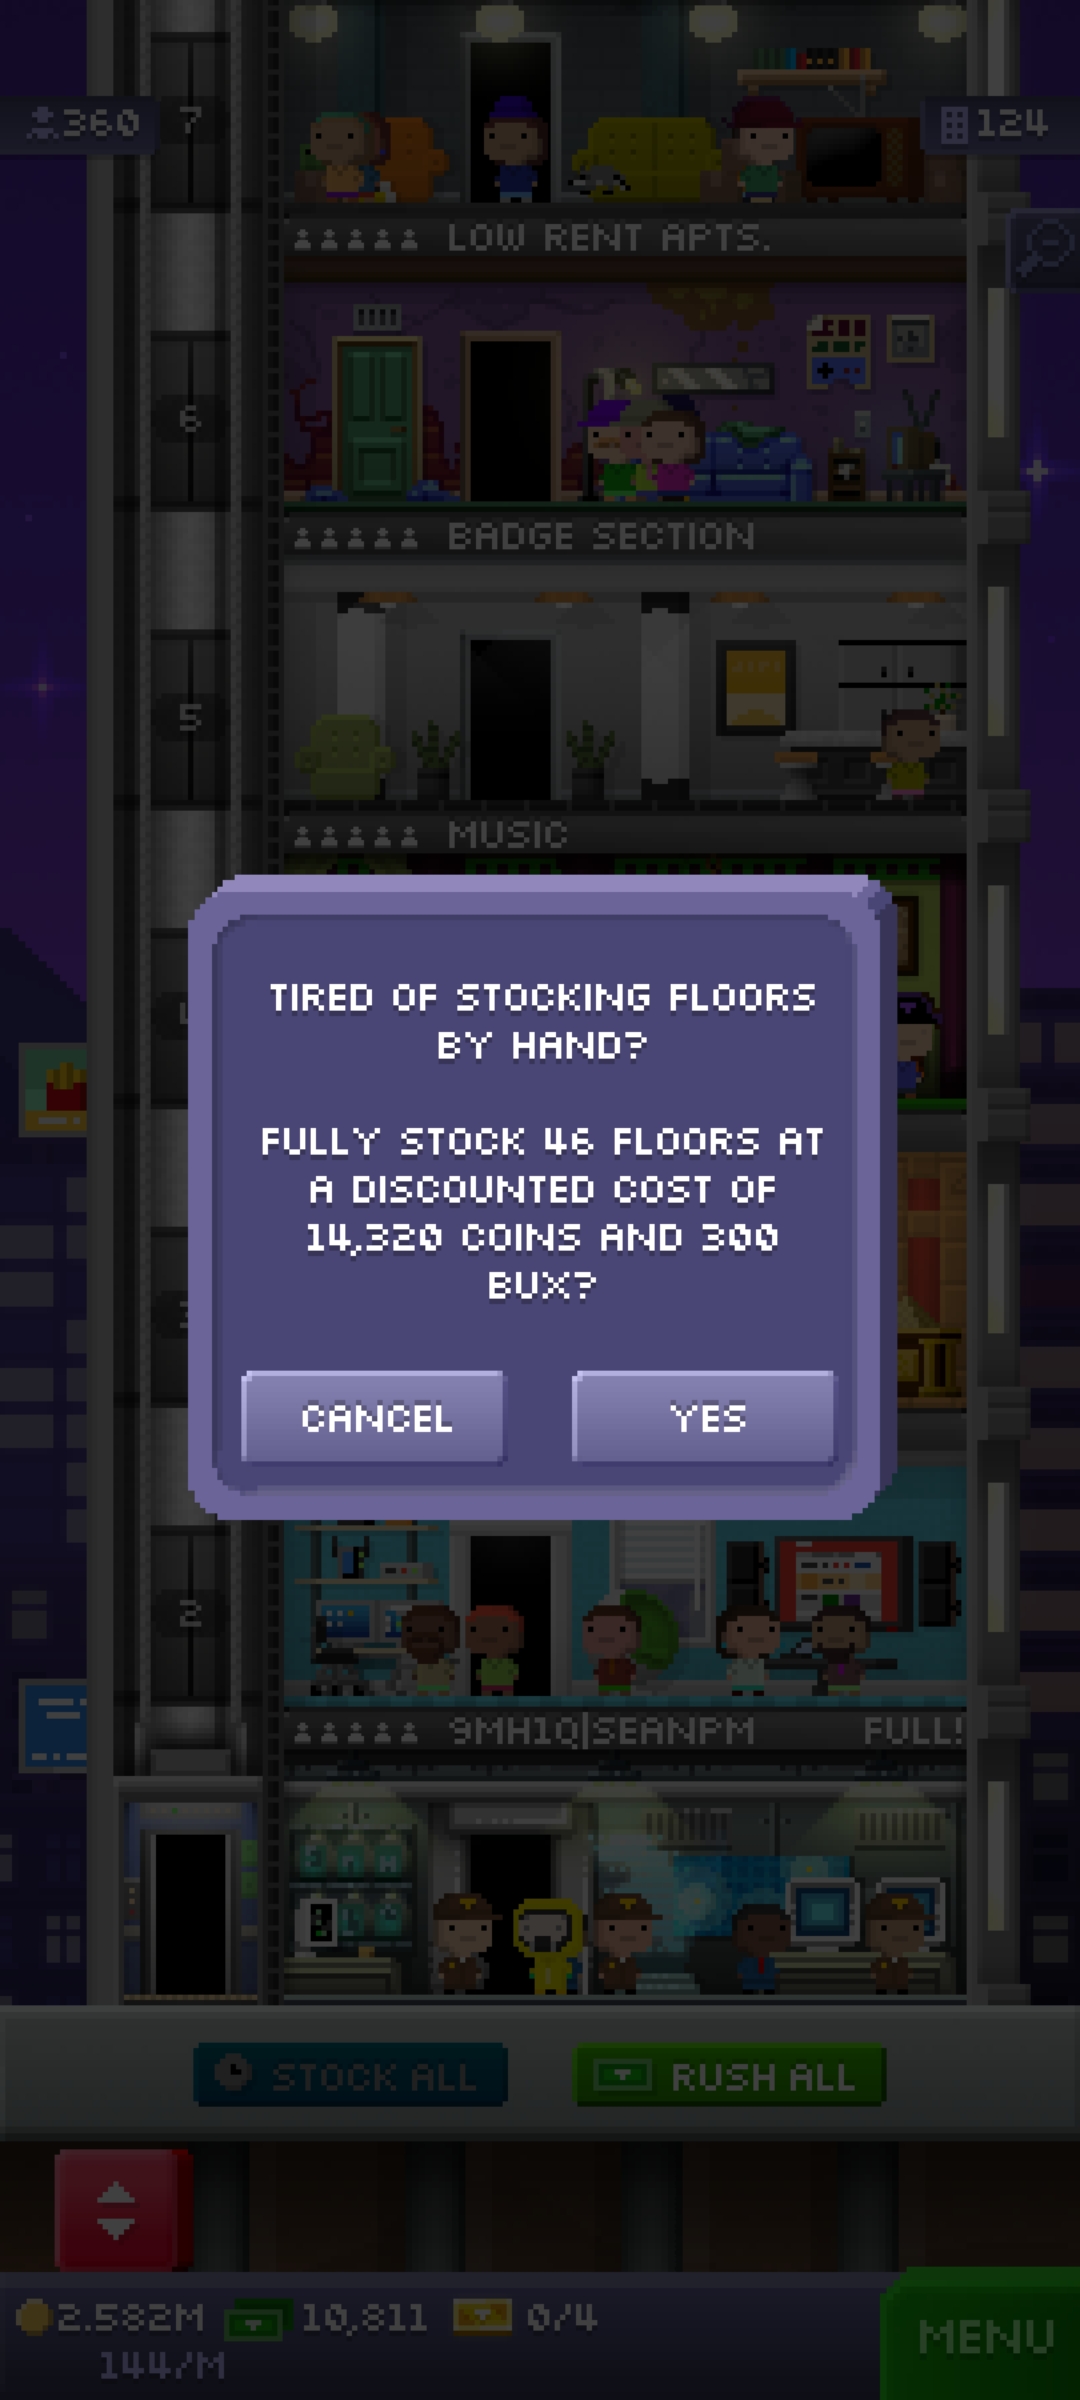 360
7
124
LOW RENT APTS.
6
BADGE SECTION
5
MUSIC
TIRED OF STOCKING FLOORS
BY HAND?
FULLY STOCK 46 FLOORS AT
A DISCOUNTED COST OF
14,320 COINS AND 300
BUX?
CANCEL
YES
2
9MH1Q|SEANPM
FULL!
STOCK ALL
RUSH ALL
2.582M
10,811
0/4
144/M
MENU